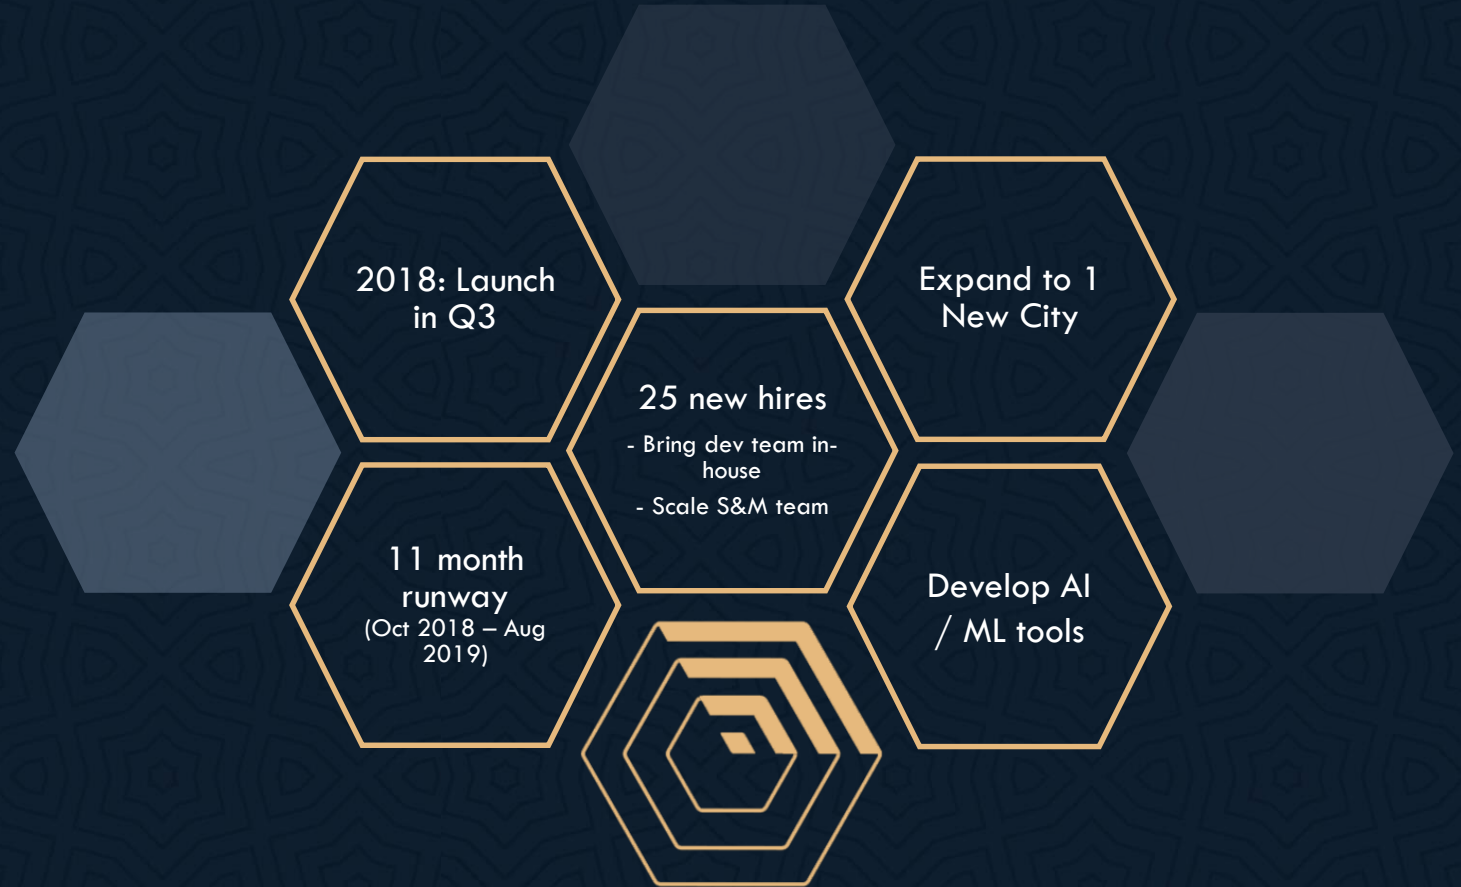 2018: Launch
in Q3
11 month
runway
(Oct 2018 – Aug
2019)
25 new hires
- Bring dev team in-
house
- Scale S&M team
Expand to 1
New City
Develop AI
/ ML tools